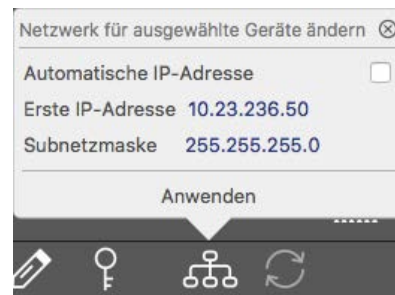 Netzwerk für ausgewählte Geräte ändern
Automatische IP-Adresse
Erste IP-Adresse 10.23.236.50
Subnetzmaske 255.255.255.0
Anwenden